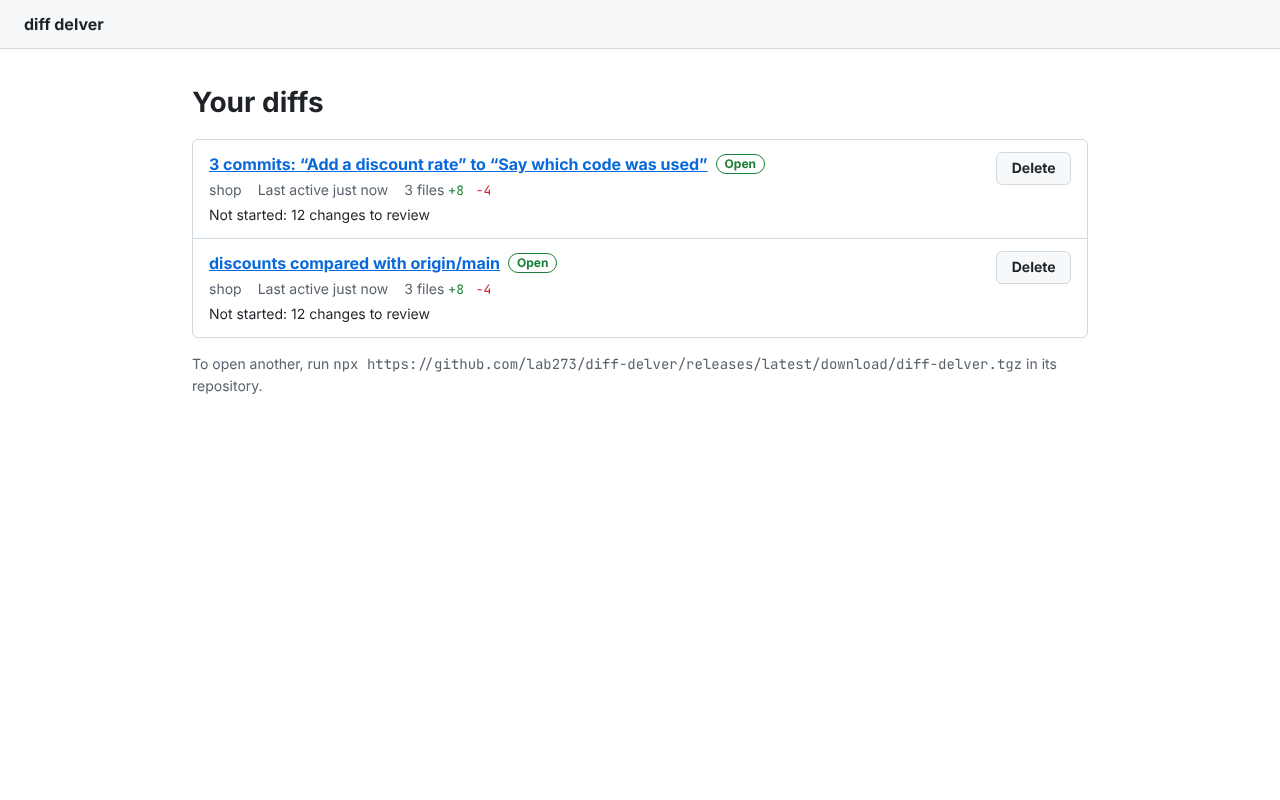 diff delver
Your diffs
3 commits: “Add a discount rate” to “Say which code was used” Open
Delete
shop Last active just now 3 files +8 -4
Not started: 12 changes to review
discounts compared with origin/main Open
Delete
shop Last active just now 3 files +8 -4
Not started: 12 changes to review
To open another, run npx https://github.com/lab273/diff-delver/releases/latest/download/diff-delver.tgz in its
repository.